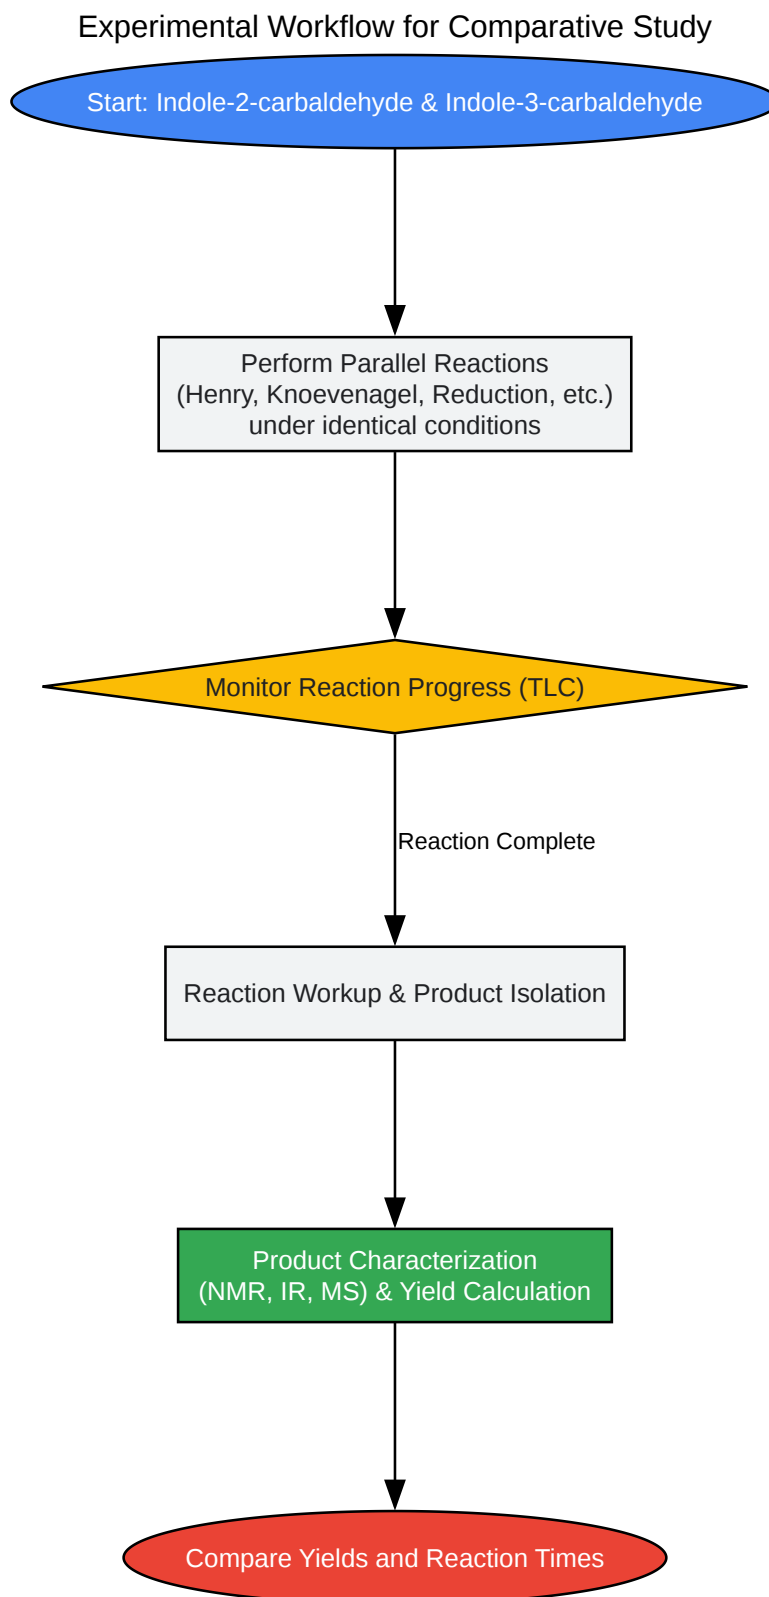 Experimental Workflow for Comparative Study
Start: Indole-2-carbaldehyde & Indole-3-carbaldehyde
Perform Parallel Reactions
(Henry, Knoevenagel, Reduction, etc.)
under identical conditions
Monitor Reaction Progress (TLC)
Reaction Complete
Reaction Workup & Product Isolation
Product Characterization
(NMR, IR, MS) & Yield Calculation
Compare Yields and Reaction Times